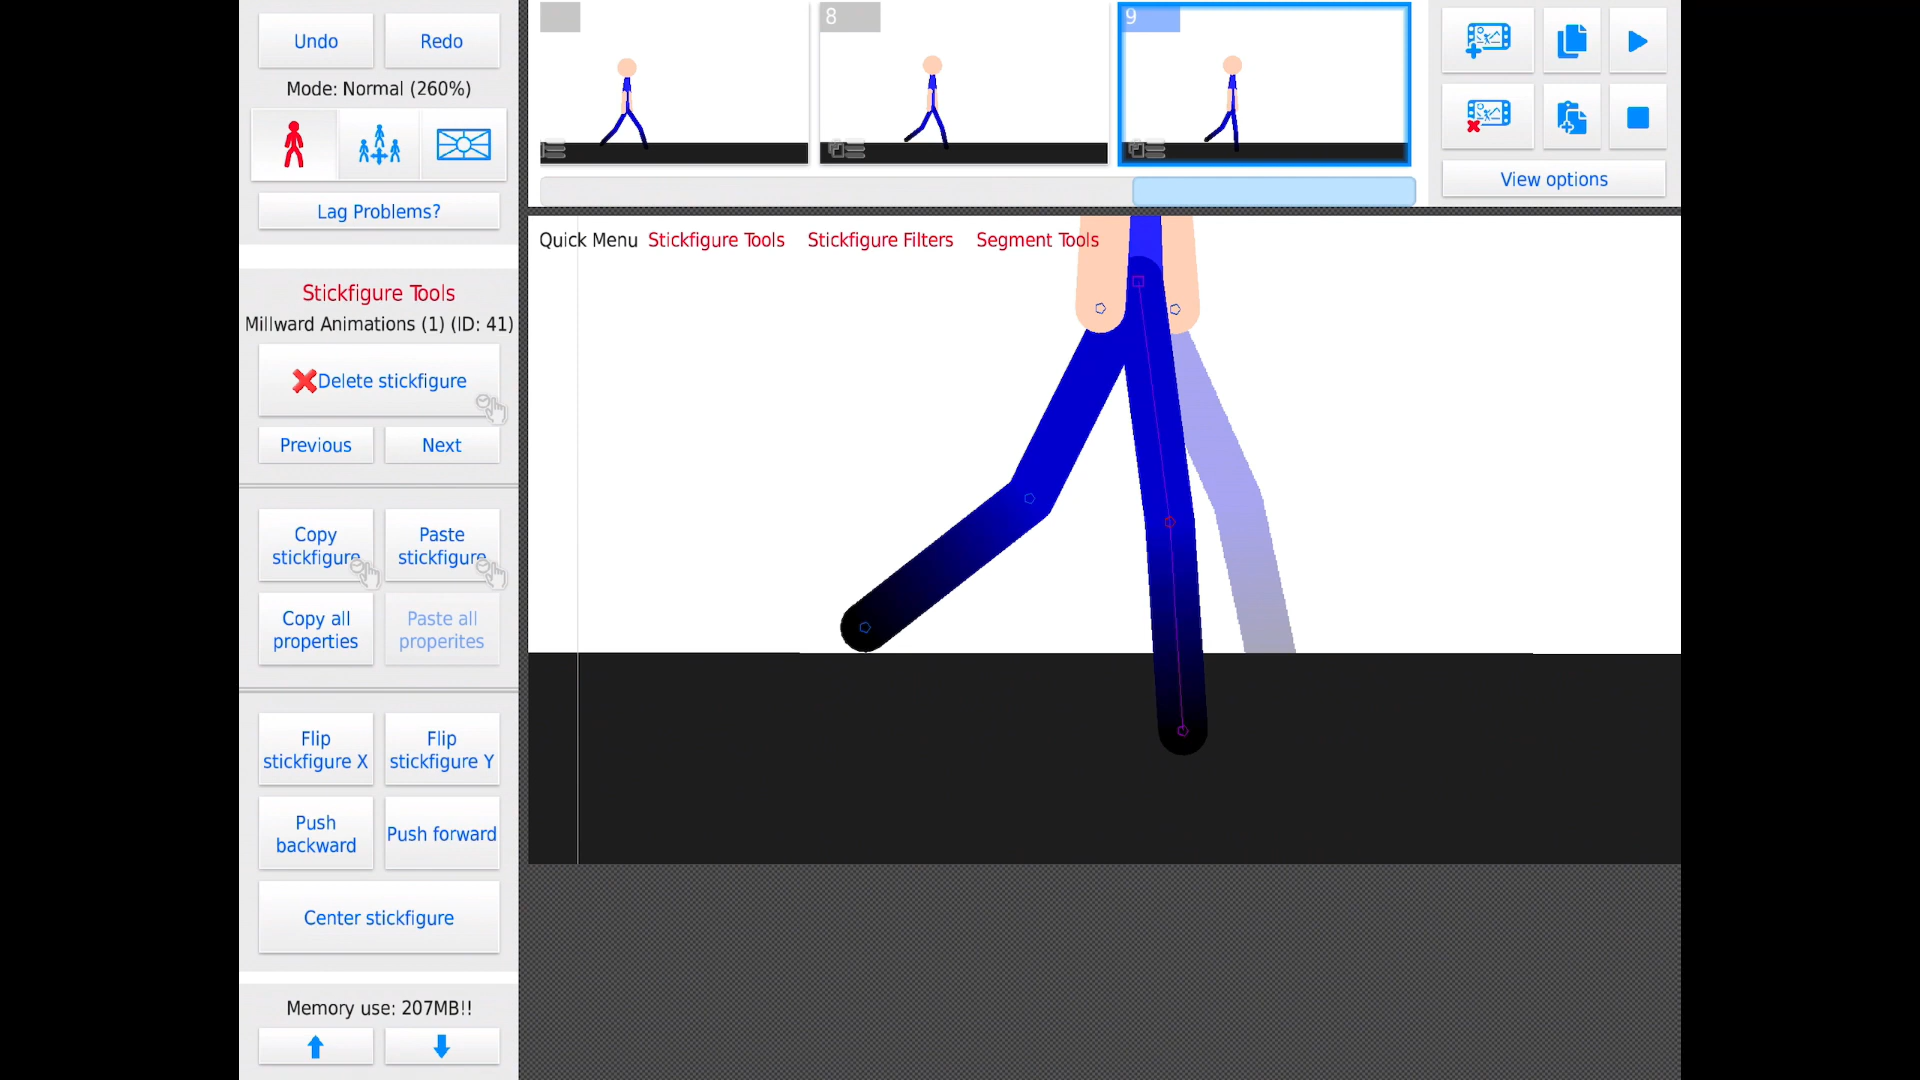 Undo
Redo
Mode: Normal (260%)
Lag Problems?
8
9
View options
Quick Menu Stickfigure Tools Stickfigure Filters Segment Tools
Stickfigure Tools
Millward Animations (1) (ID: 41)
Delete stickfigure
Previous
Next
Copy
stickfigure
Paste
stickfigure
Copy all
properties
Paste all
properites
Flip
stickfigure X
Flip
stickfigure Y
Push
backward
Push forward
Center stickfigure
Memory use: 207MB!!